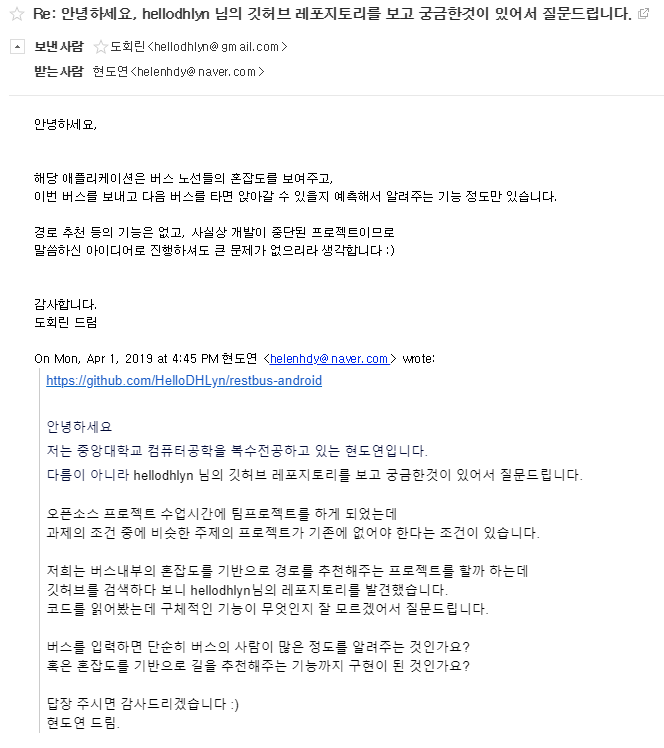 Re: 안녕하세요, hellodhlyn 님의 깃허브 레포지토리를 보고 궁금한것이 있어서 질문드립니다.
보낸사람 도회린<hellodhlyn@gmail.com>
받는사람 현도연<helenhdy@naver.com>
안녕하세요,
해당 애플리케이션은 버스 노선들의 혼잡도를 보여주고,
이번 버스를 보내고 다음 버스를 타면 앉아갈 수 있을지 예측해서 알려주는 기능 정도만 있습니다.
경로 추천 등의 기능은 없고, 사실상 개발이 중단된 프로젝트이므로
말씀하신 아이디어로 진행하셔도 큰 문제가 없으리라 생각합니다 :)
감사합니다.
도회린 드림
On Mon, Apr 1, 2019 at 4:45 PM 현도연 <helenhdy@naver.com> wrote:
https://github.com/HelloDHLyn/restbus-android
안녕하세요
저는 중앙대학교 컴퓨터공학을 복수전공하고 있는 현도연입니다.
다름이 아니라 hellodhlyn 님의 깃허브 레포지토리를 보고 궁금한것이 있어서 질문드립니다.
오픈소스 프로젝트 수업시간에 팀프로젝트를 하게 되었는데
과제의 조건 중에 비슷한 주제의 프로젝트가 기존에 없어야 한다는 조건이 있습니다.
저희는 버스내부의 혼잡도를 기반으로 경로를 추천해주는 프로젝트를 할까 하는데
깃허브를 검색하다 보니 hellodhlyn님의 레포지토리를 발견했습니다.
코드를 읽어봤는데 구체적인 기능이 무엇인지 잘 모르겠어서 질문드립니다.
버스를 입력하면 단순히 버스의 사람이 많은 정도를 알려주는 것인가요?
혹은 혼잡도를 기반으로 길을 추천해주는 기능까지 구현이 된 것인가요?
답장 주시면 감사드리겠습니다 :)
현도연 드림.